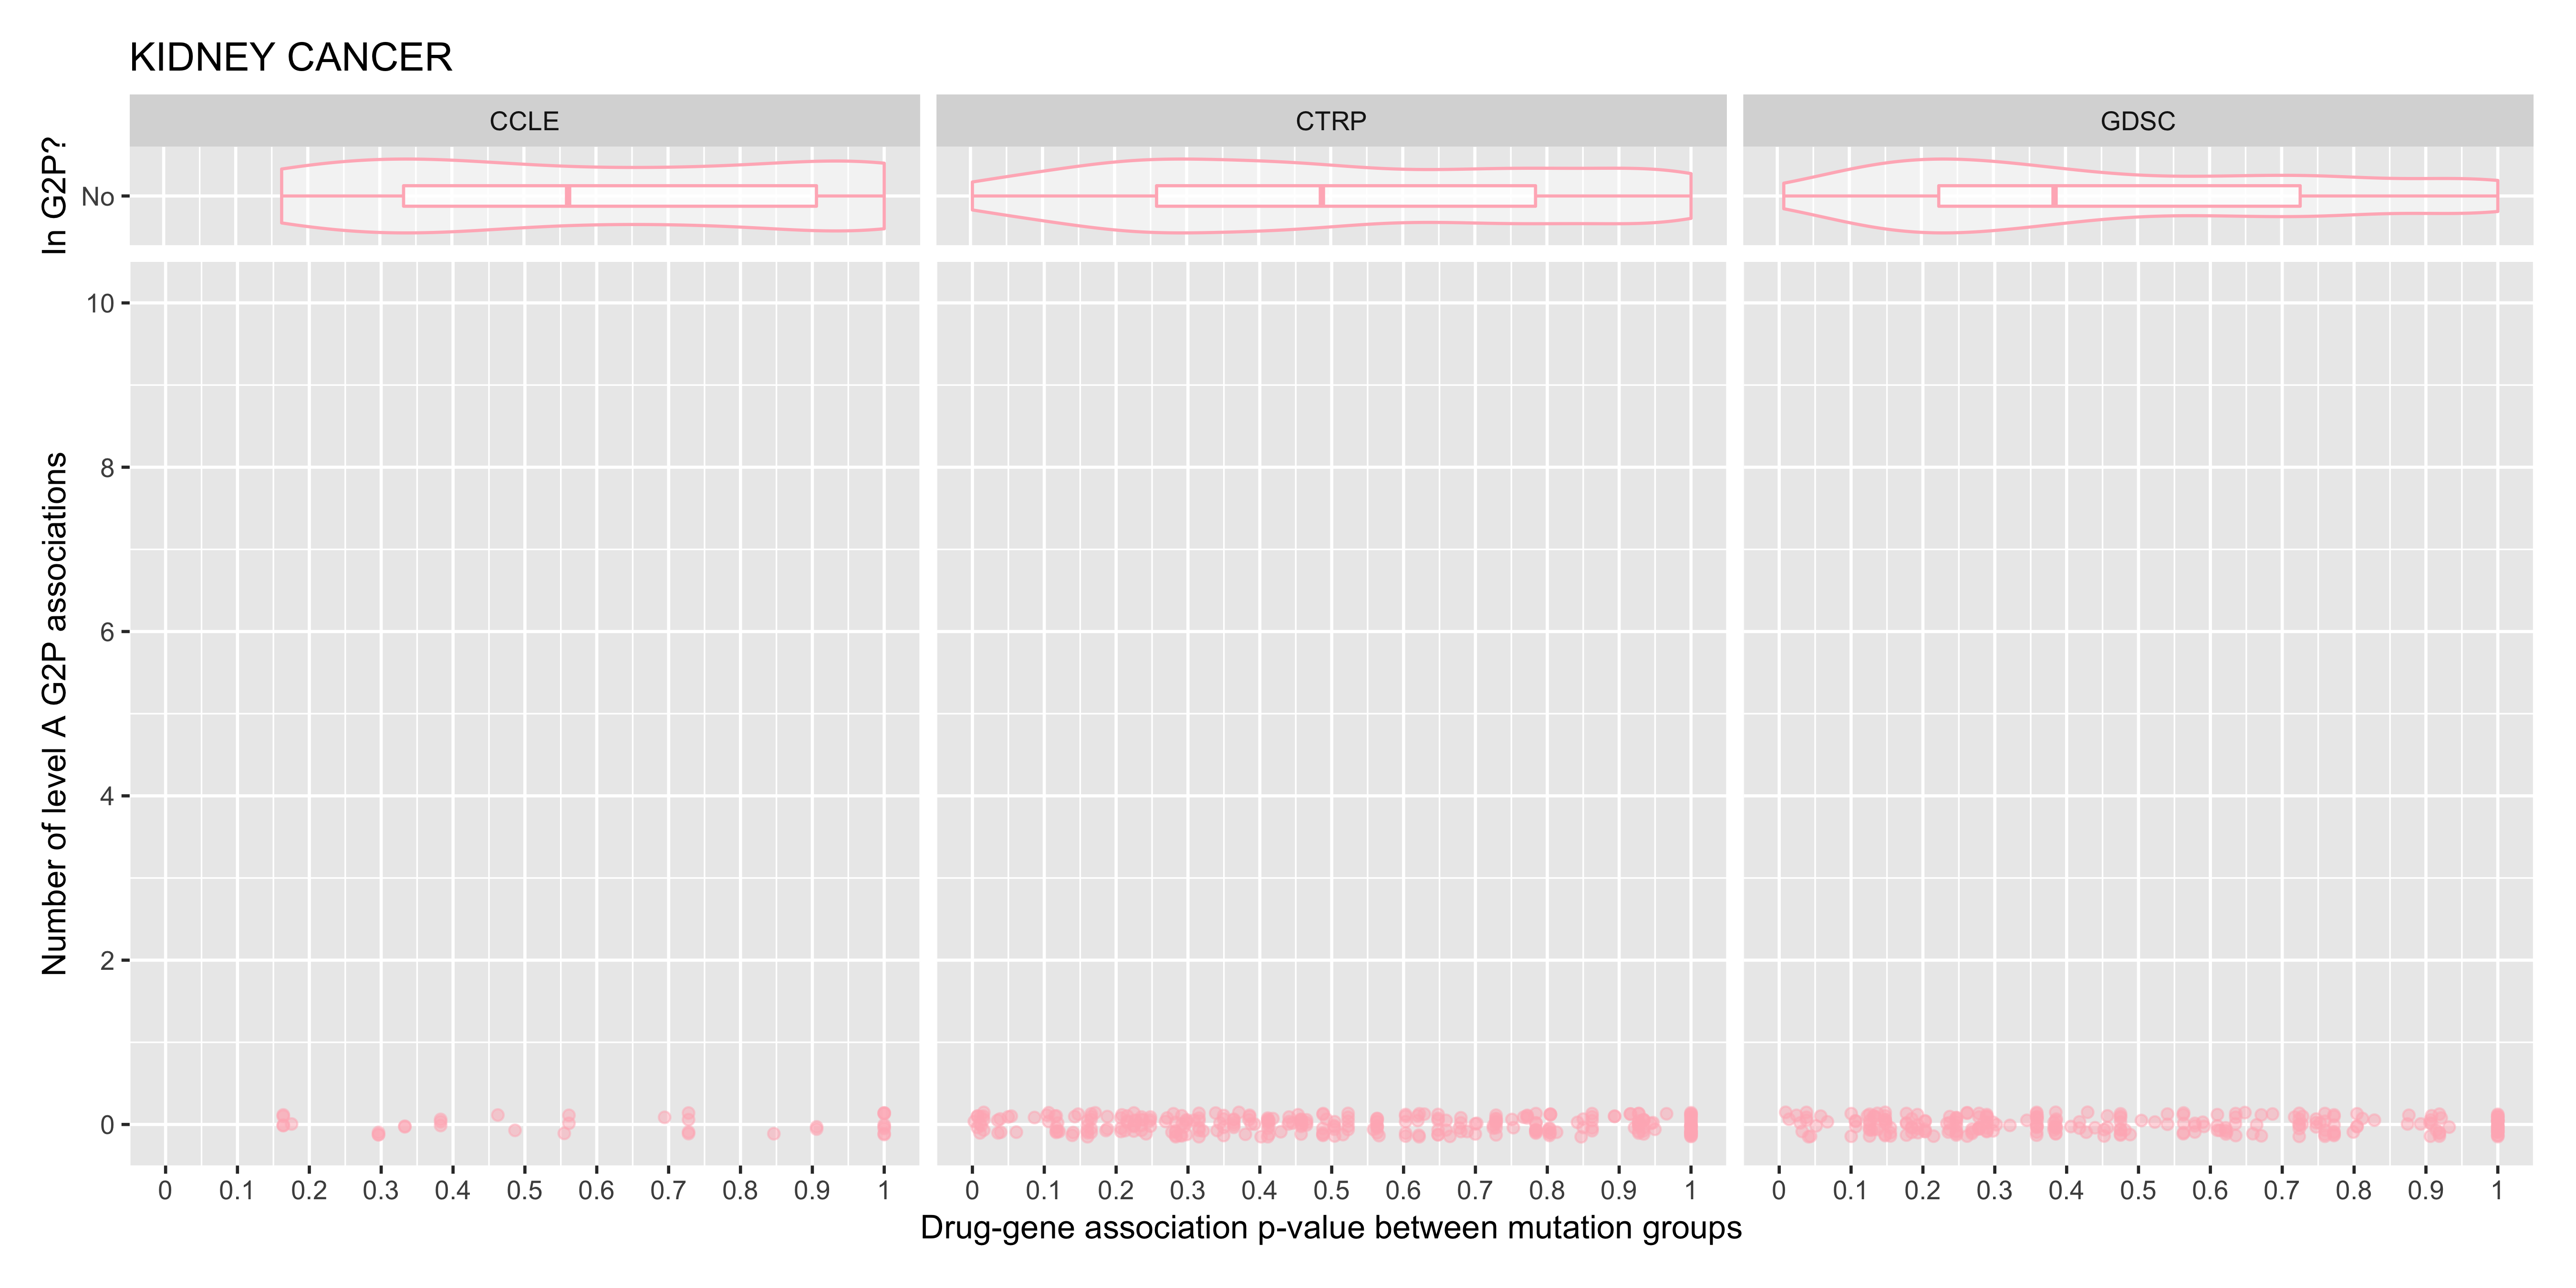 KIDNEY CANCER
CCLE CTRP GDSC
In G2P?
No
Number of level A G2P associations
10
8
6
4
2
0
0 0.1 0.2 0.3 0.4 0.5 0.6 0.7 0.8 0.9 1 0 0.1 0.2 0.3 0.4 0.5 0.6 0.7 0.8 0.9 1 0 0.1 0.2 0.3 0.4 0.5 0.6 0.7 0.8 0.9 1
Drug-gene association p-value between mutation groups